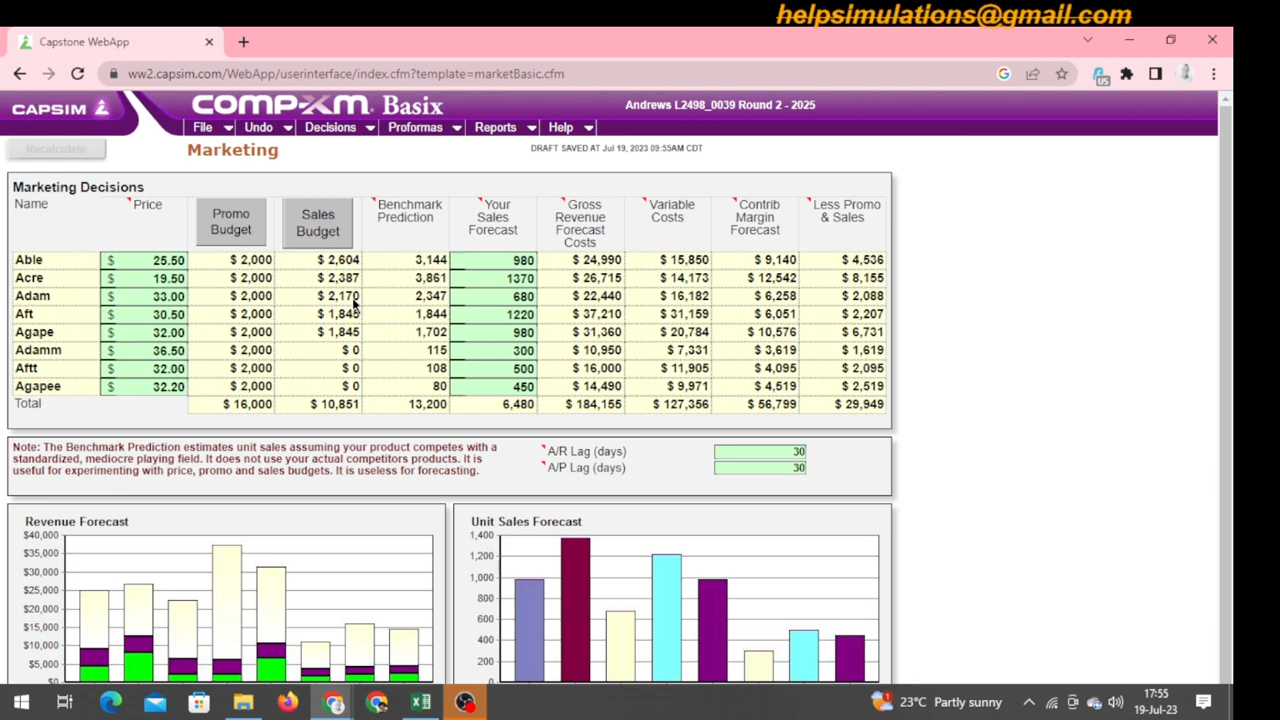 helpsimulations@gmail.com
Capstone WebApp
ww2.capsim.com/WebApp/userinterface/index.cfm?template=marketBasic.cfm
CAPSIM COMP-XM Basix Andrews L2498_0039 Round 2 - 2025
File Undo Decisions Proformas Reports Help
Recalculate Marketing DRAFT SAVED AT Jul 19, 2023 09:55AM CDT
Marketing Decisions
Name Price Promo Budget Sales Budget Benchmark Prediction Your Sales Forecast Gross Revenue Forecast Costs Variable Costs Contrib Margin Forecast Less Promo & Sales
Able $ 25.50 $ 2,000 $ 2,604 3,144 980 $ 24,990 $ 15,850 $ 9,140 $ 4,536
Acre $ 19.50 $ 2,000 $ 2,387 3,861 1370 $ 26,715 $ 14,173 $ 12,542 $ 8,155
Adam $ 33.00 $ 2,000 $ 2,170 2,347 680 $ 22,440 $ 16,182 $ 6,258 $ 2,088
Aft $ 30.50 $ 2,000 $ 1,845 1,844 1220 $ 37,210 $ 31,159 $ 6,051 $ 2,207
Agape $ 32.00 $ 2,000 $ 1,845 1,702 980 $ 31,360 $ 20,784 $ 10,576 $ 6,731
Adamm $ 36.50 $ 2,000 $ 0 115 300 $ 10,950 $ 7,331 $ 3,619 $ 1,619
Aftt $ 32.00 $ 2,000 $ 0 108 500 $ 16,000 $ 11,905 $ 4,095 $ 2,095
Agapee $ 32.20 $ 2,000 $ 0 80 450 $ 14,490 $ 9,971 $ 4,519 $ 2,519
Total $ 16,000 $ 10,851 13,200 6,480 $ 184,155 $ 127,356 $ 56,799 $ 29,949
Note: The Benchmark Prediction estimates unit sales assuming your product competes with a
standardized, mediocre playing field. It does not use your actual competitors products. It is
useful for experimenting with price, promo and sales budgets. It is useless for forecasting.
A/R Lag (days) 30
A/P Lag (days) 30
Revenue Forecast
$40,000
$35,000
$30,000
$25,000
$20,000
$15,000
$10,000
$5,000
$0
Unit Sales Forecast
1,400
1,200
1,000
800
600
400
200
23°C Partly sunny
17:55
19-Jul-23